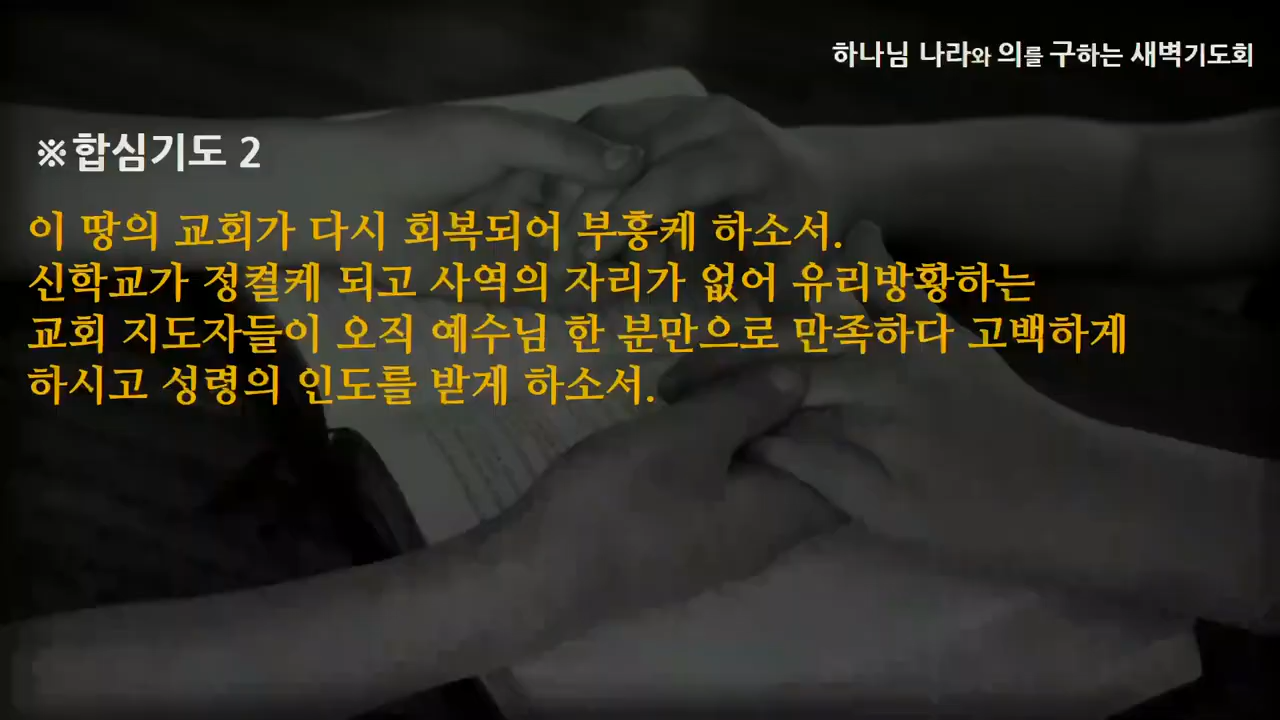 하나님 나라와 의를 구하는 새벽기도회
※합심기도 2
이 땅의 교회가 다시 회복되어 부흥케 하소서.
신학교가 정켤케 되고 사역의 자리가 없어 유리방황하는
교회 지도자들이 오직 예수님 한 분만으로 만족하다 고백하게
하시고 성령의 인도를 받게 하소서.